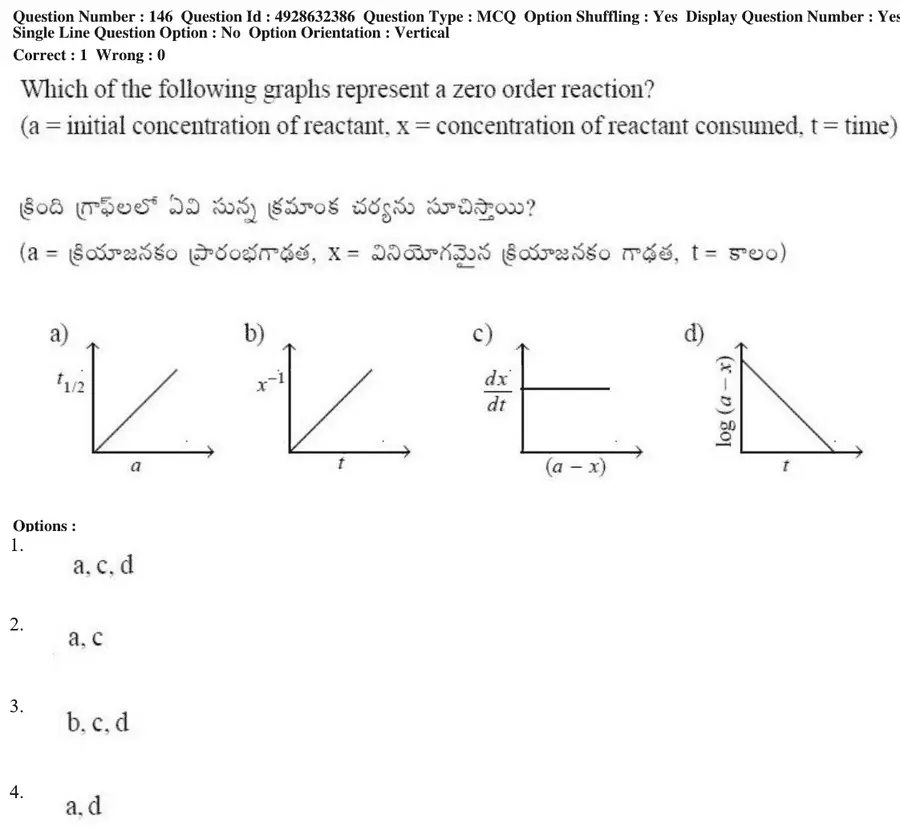 Question Number : 146 Question Id : 4928632386 Question Type : MCQ Option Shuffling : Yes Display Question Number : Yes
Single Line Question Option : No Option Orientation : Vertical
Correct : 1 Wrong : 0
Which of the following graphs represent a zero order reaction?
(a = initial concentration of reactant, x = concentration of reactant consumed, t = time)
క్రింది గ్రాఫ్‌లలో ఏవి సున్న క్రమాంక చర్యను సూచిస్తాయి?
(a = క్రియాజనకం ప్రారంభగాఢత, x = వినియోగమైన క్రియాజనకం గాఢత, t = కాలం)
a) b) c) d)
t1/2 x⁻¹ dx/dt log (a − x)
a t (a − x) t
Options :
1.
a, c, d
2.
a, c
3.
b, c, d
4.
a, d